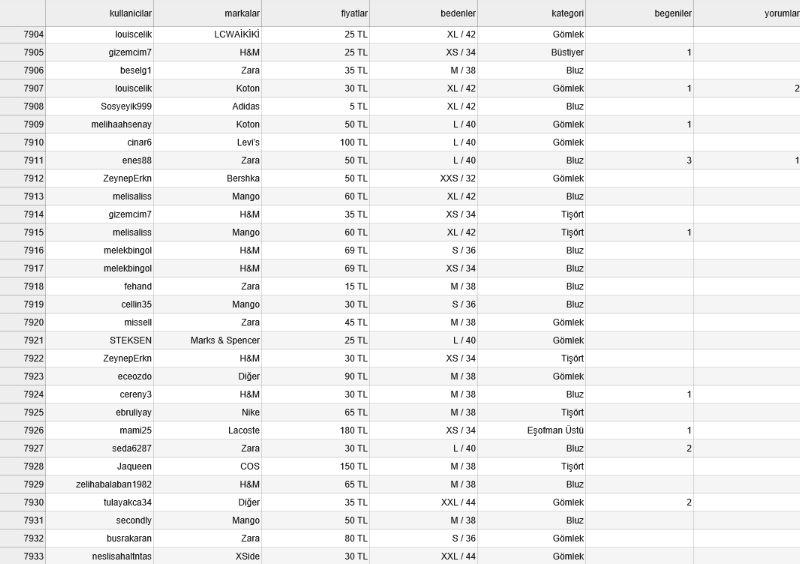 kullanicilar markalar fiyatlar bedenler kategori begeniler yorumlar
7904 louiscelik LCWAİKİKİ 25 TL XL / 42 Gömlek
7905 gizemcim7 H&M 25 TL XS / 34 Büstiyer 1
7906 beselg1 Zara 35 TL M / 38 Bluz
7907 louiscelik Koton 30 TL XL / 42 Gömlek 1 2
7908 Sosyeyik999 Adidas 5 TL XL / 42 Bluz
7909 melihaahsenay Koton 50 TL L / 40 Gömlek 1
7910 cinar6 Levi's 100 TL L / 40 Gömlek
7911 enes88 Zara 50 TL L / 40 Bluz 3 1
7912 ZeynepErkn Bershka 50 TL XXS / 32 Gömlek
7913 melisaliss Mango 60 TL XL / 42 Bluz
7914 gizemcim7 H&M 35 TL XS / 34 Tişört
7915 melisaliss Mango 60 TL XL / 42 Tişört 1
7916 melekbingol H&M 69 TL S / 36 Bluz
7917 melekbingol H&M 69 TL XS / 34 Bluz
7918 fehand Zara 15 TL M / 38 Bluz
7919 cellin35 Mango 30 TL S / 36 Bluz
7920 missell Zara 45 TL M / 38 Gömlek
7921 STEKSEN Marks & Spencer 25 TL L / 40 Gömlek
7922 ZeynepErkn H&M 30 TL XS / 34 Tişört
7923 eceozdo Diğer 90 TL M / 38 Gömlek
7924 cereny3 H&M 30 TL M / 38 Bluz 1
7925 ebruliyay Nike 65 TL M / 38 Tişört
7926 mami25 Lacoste 180 TL XS / 34 Eşofman Üstü 1
7927 seda6287 Zara 30 TL L / 40 Bluz 2
7928 Jaqueen COS 150 TL M / 38 Tişört
7929 zelihabalaban1982 H&M 65 TL M / 38 Bluz
7930 tulayakca34 Diğer 35 TL XXL / 44 Gömlek 2
7931 secondly Mango 50 TL M / 38 Bluz
7932 busrakaran Zara 80 TL S / 36 Gömlek
7933 neslisahaltntas XSide 30 TL XXL / 44 Gömlek